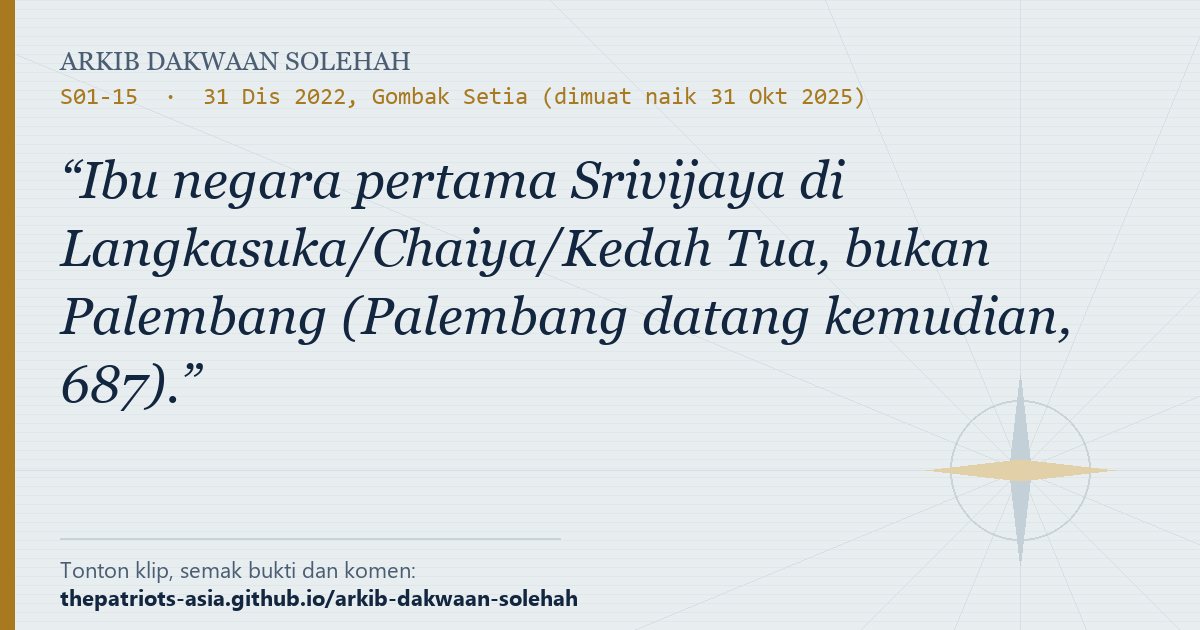 ARKIB DAKWAAN SOLEHAH
S01-15 · 31 Dis 2022, Gombak Setia (dimuat naik 31 Okt 2025)
“Ibu negara pertama Srivijaya di
Langkasuka/Chaiya/Kedah Tua, bukan
Palembang (Palembang datang kemudian,
687).”
Tonton klip, semak bukti dan komen:
thepatriots-asia.github.io/arkib-dakwaan-solehah